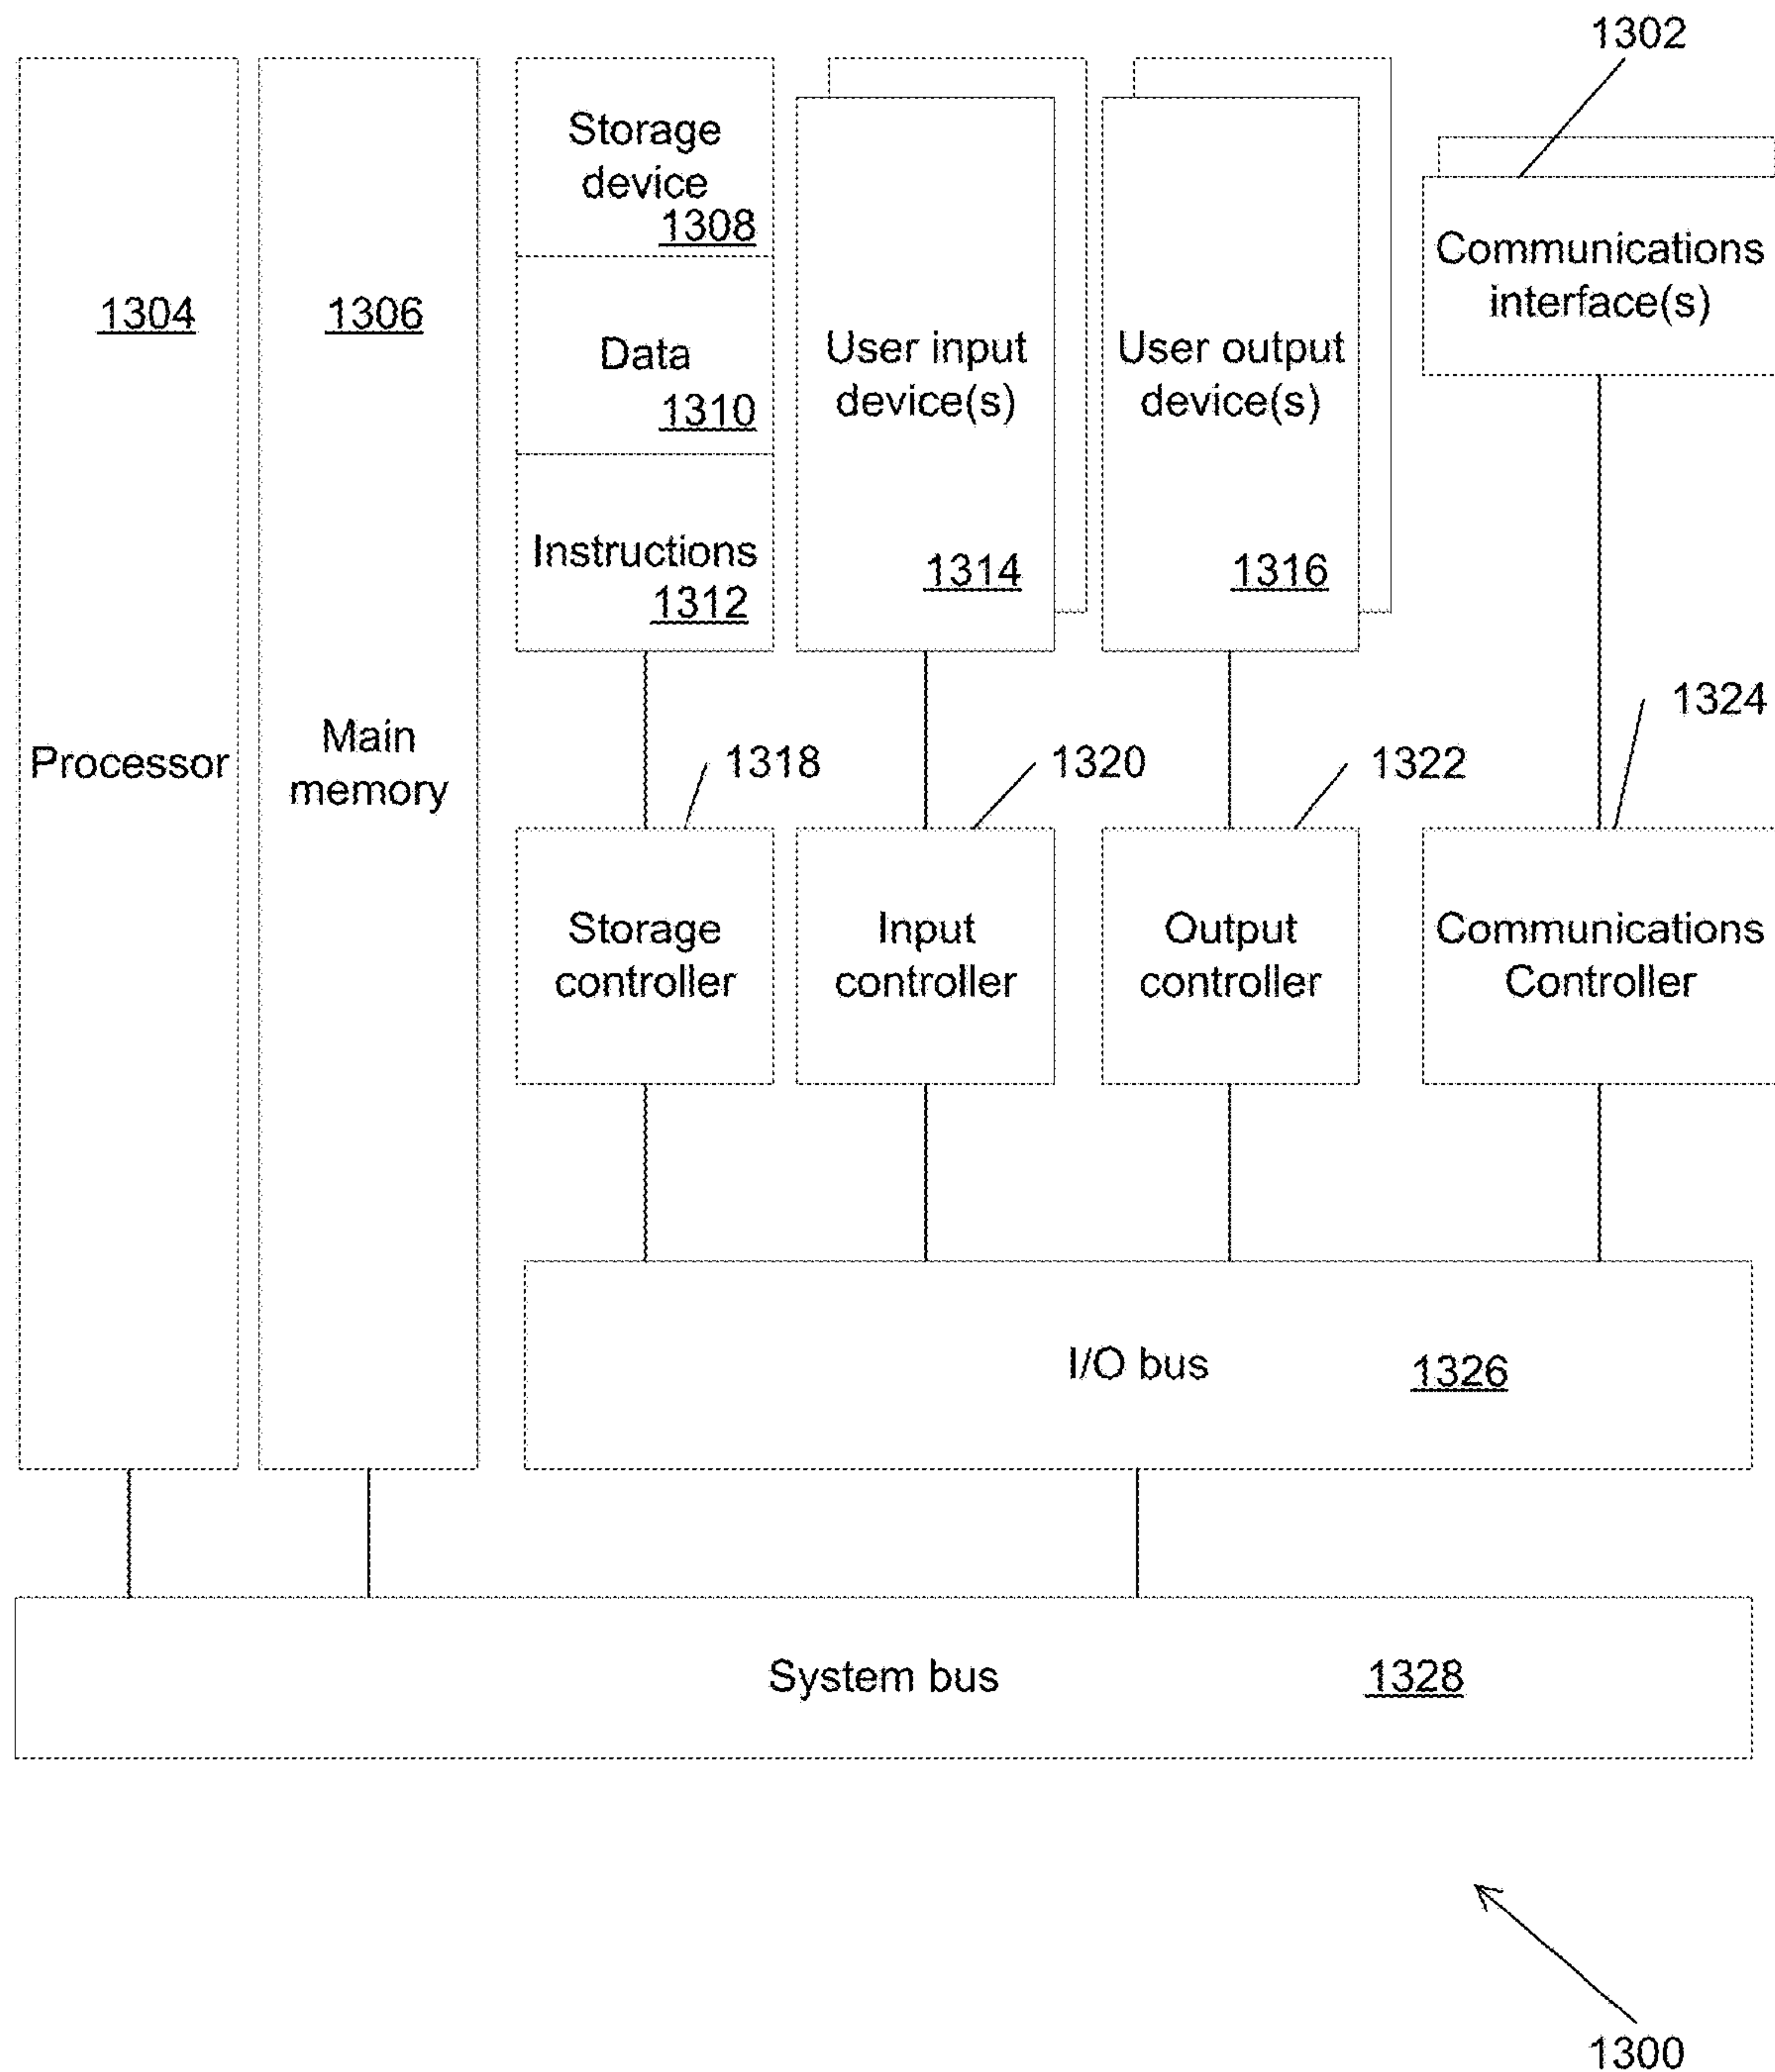 1302
Storage
device
1308
Communications
interface(s)
1304
1306
Data
1310
User input
device(s)
User output
device(s)
Instructions
1312
1314
1316
1324
Processor
Main
memory
1318
1320
1322
Storage
controller
Input
controller
Output
controller
Communications
Controller
I/O bus
1326
System bus
1328
1300